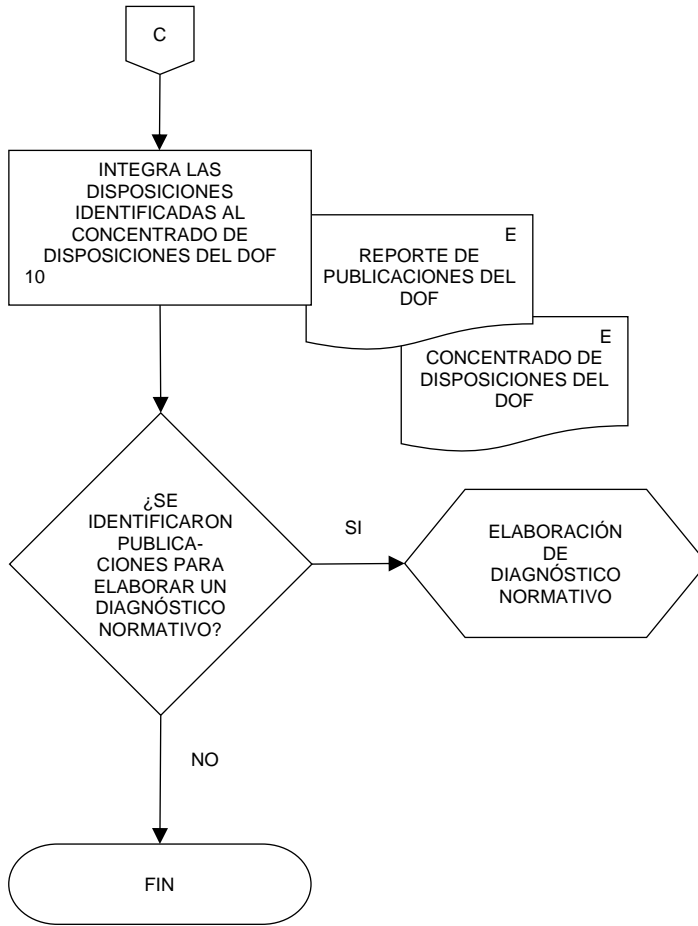 C
INTEGRA LAS
DISPOSICIONES
IDENTIFICADAS AL
CONCENTRADO DE
DISPOSICIONES DEL DOF
10
E
REPORTE DE
PUBLICACIONES DEL
DOF
E
CONCENTRADO DE
DISPOSICIONES DEL
DOF
¿SE
IDENTIFICARON
PUBLICA-
CIONES PARA
ELABORAR UN
DIAGNÓSTICO
NORMATIVO?
SI
ELABORACIÓN
DE
DIAGNÓSTICO
NORMATIVO
NO
FIN